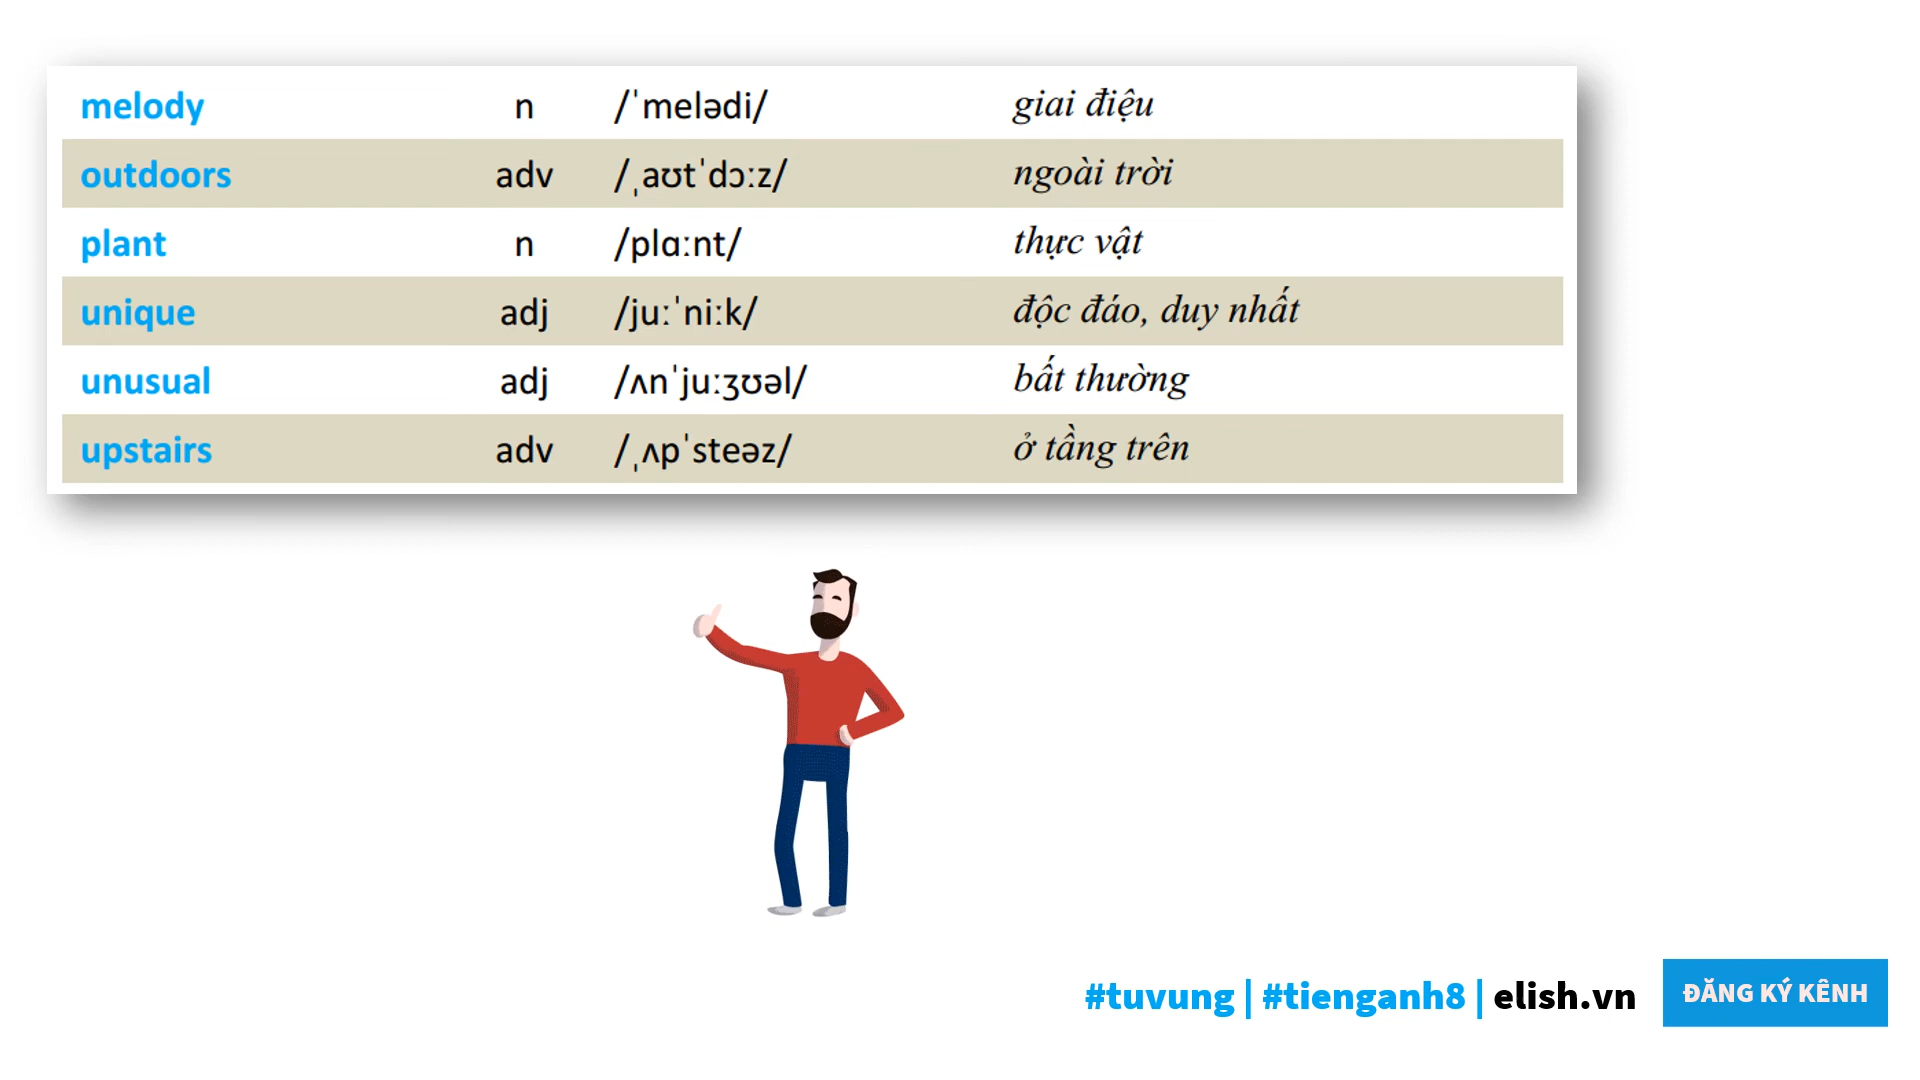 melody n /ˈmelədi/ giai điệu
outdoors adv /ˌaʊtˈdɔːz/ ngoài trời
plant n /plɑːnt/ thực vật
unique adj /juːˈniːk/ độc đáo, duy nhất
unusual adj /ʌnˈjuːʒʊəl/ bất thường
upstairs adv /ˌʌpˈsteəz/ ở tầng trên
#tuvung | #tienganh8 | elish.vn ĐĂNG KÝ KÊNH